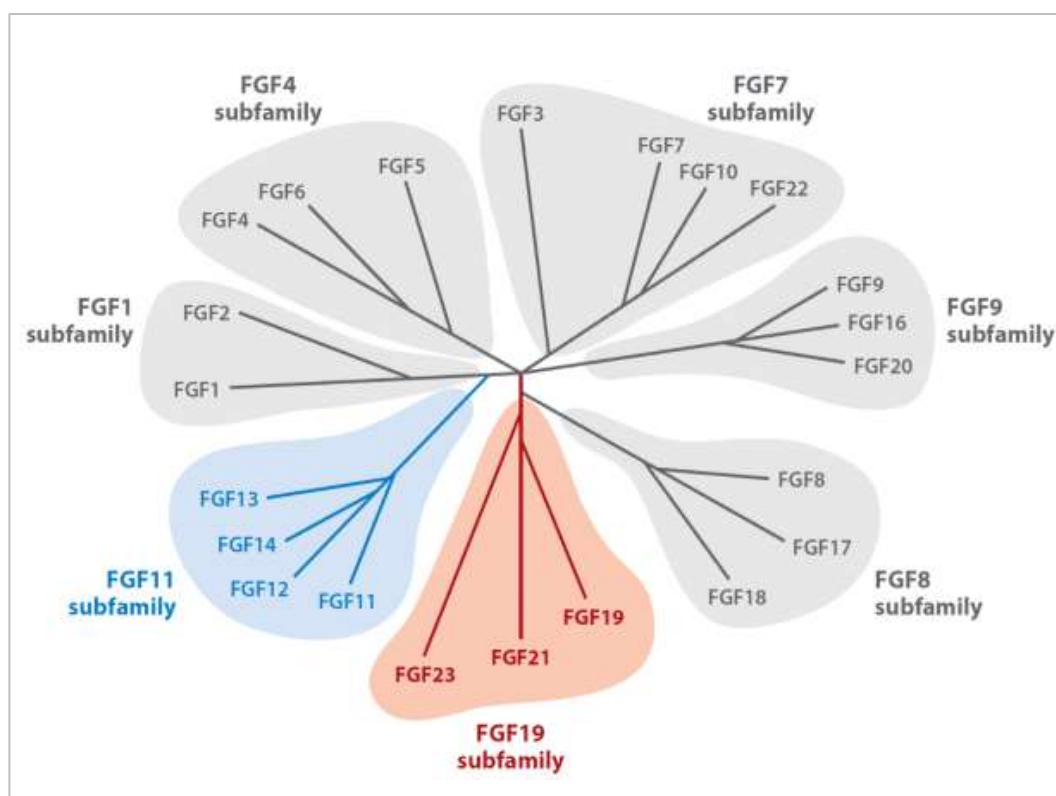 FGF4
subfamily
FGF7
subfamily
FGF3
FGF7
FGF10
FGF22
FGF5
FGF6
FGF4
FGF1
subfamily
FGF2
FGF1
FGF9
FGF16
FGF20
FGF9
subfamily
FGF13
FGF14
FGF12
FGF11
FGF11
subfamily
FGF8
FGF17
FGF18
FGF8
subfamily
FGF19
FGF21
FGF23
FGF19
subfamily